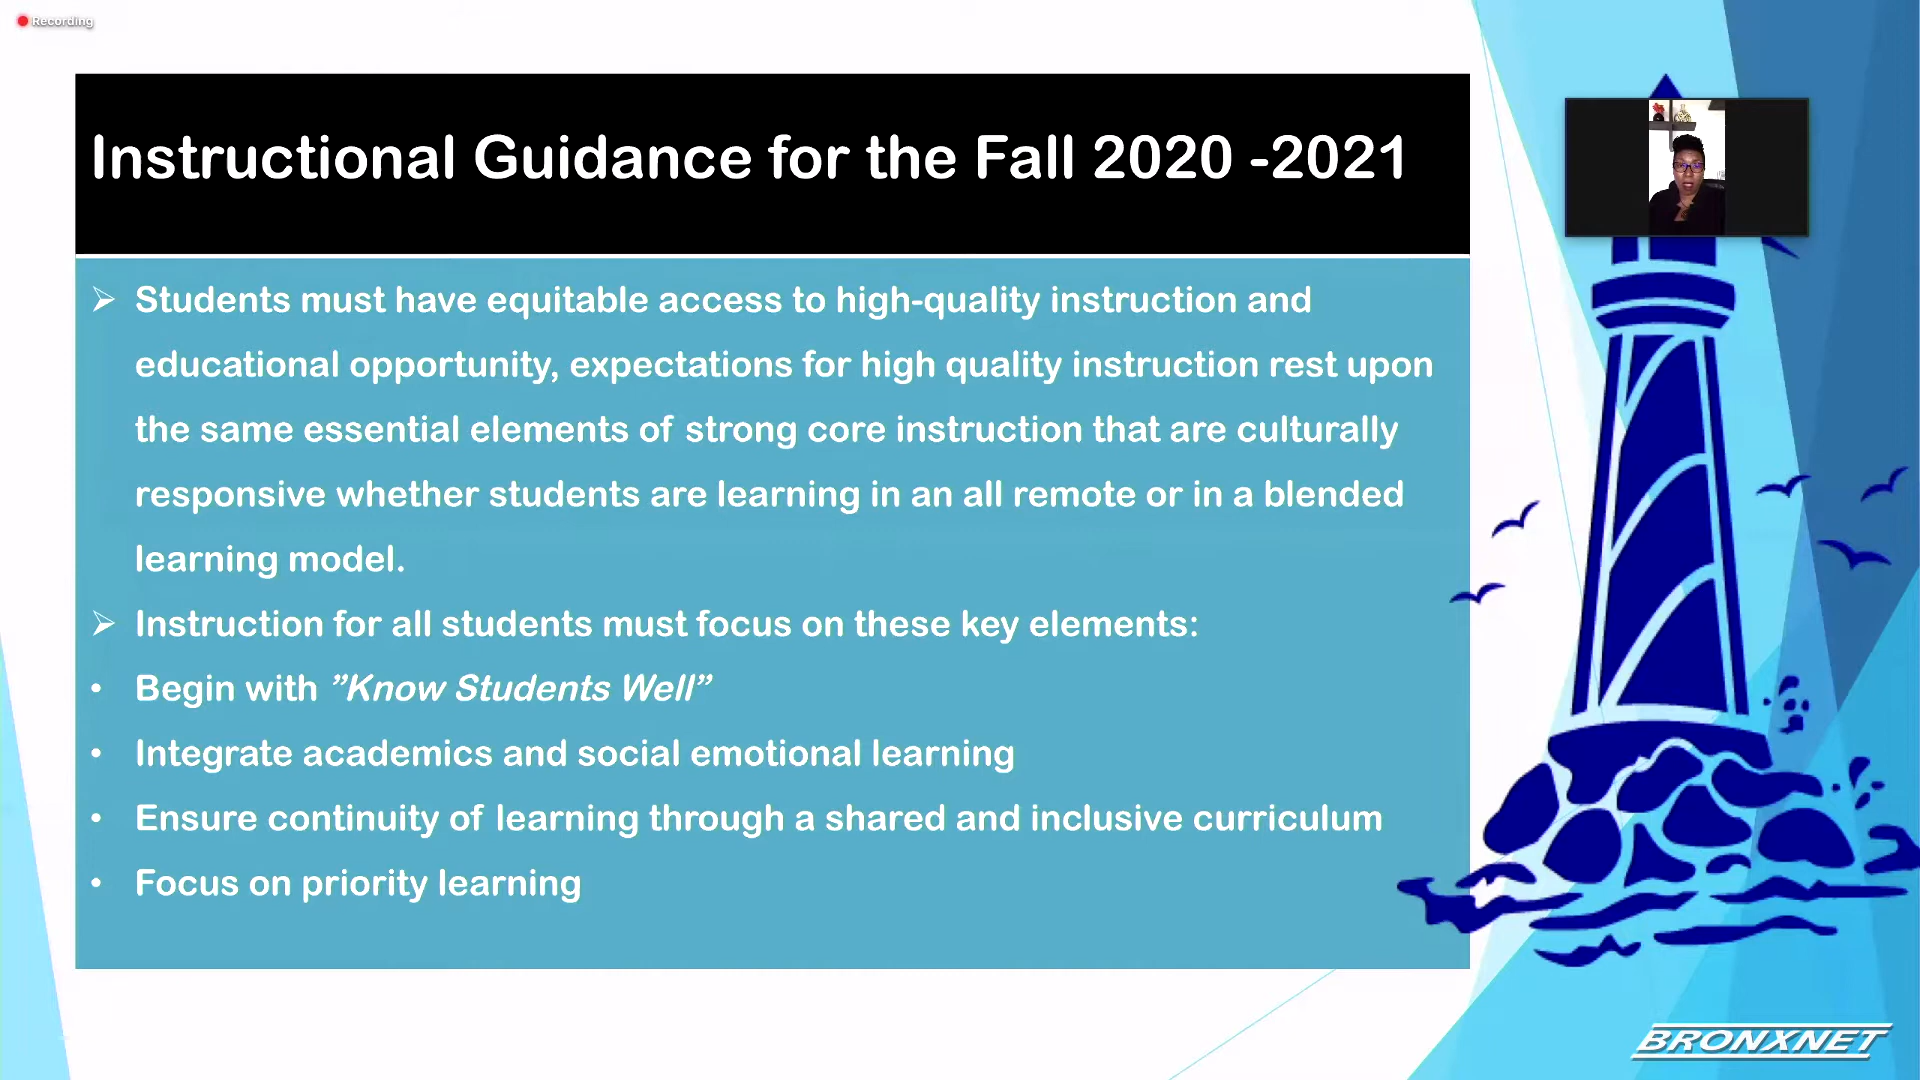 Recording
Instructional Guidance for the Fall 2020 -2021
➢ Students must have equitable access to high-quality instruction and
educational opportunity, expectations for high quality instruction rest upon
the same essential elements of strong core instruction that are culturally
responsive whether students are learning in an all remote or in a blended
learning model.
➢ Instruction for all students must focus on these key elements:
• Begin with ”Know Students Well”
• Integrate academics and social emotional learning
• Ensure continuity of learning through a shared and inclusive curriculum
• Focus on priority learning
BRONXNET